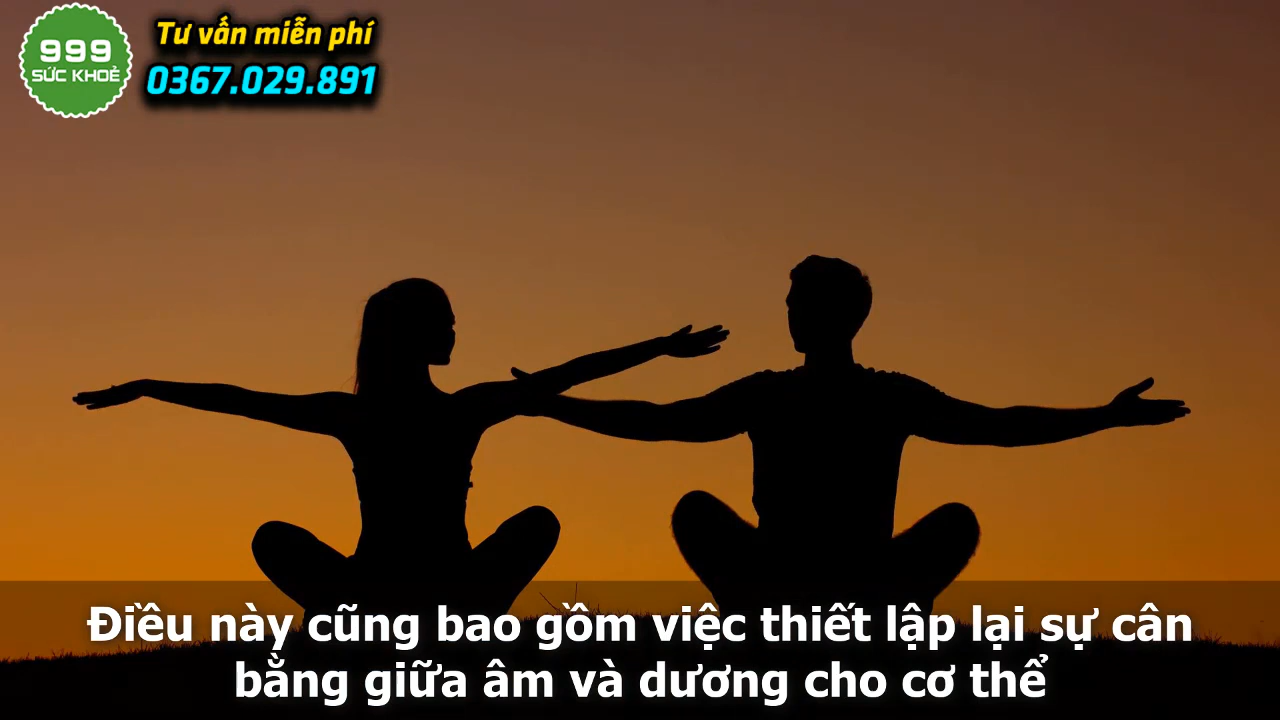 999
SỨC KHOẺ
Tư vấn miễn phí
0367.029.891
Điều này cũng bao gồm việc thiết lập lại sự cân
bằng giữa âm và dương cho cơ thể